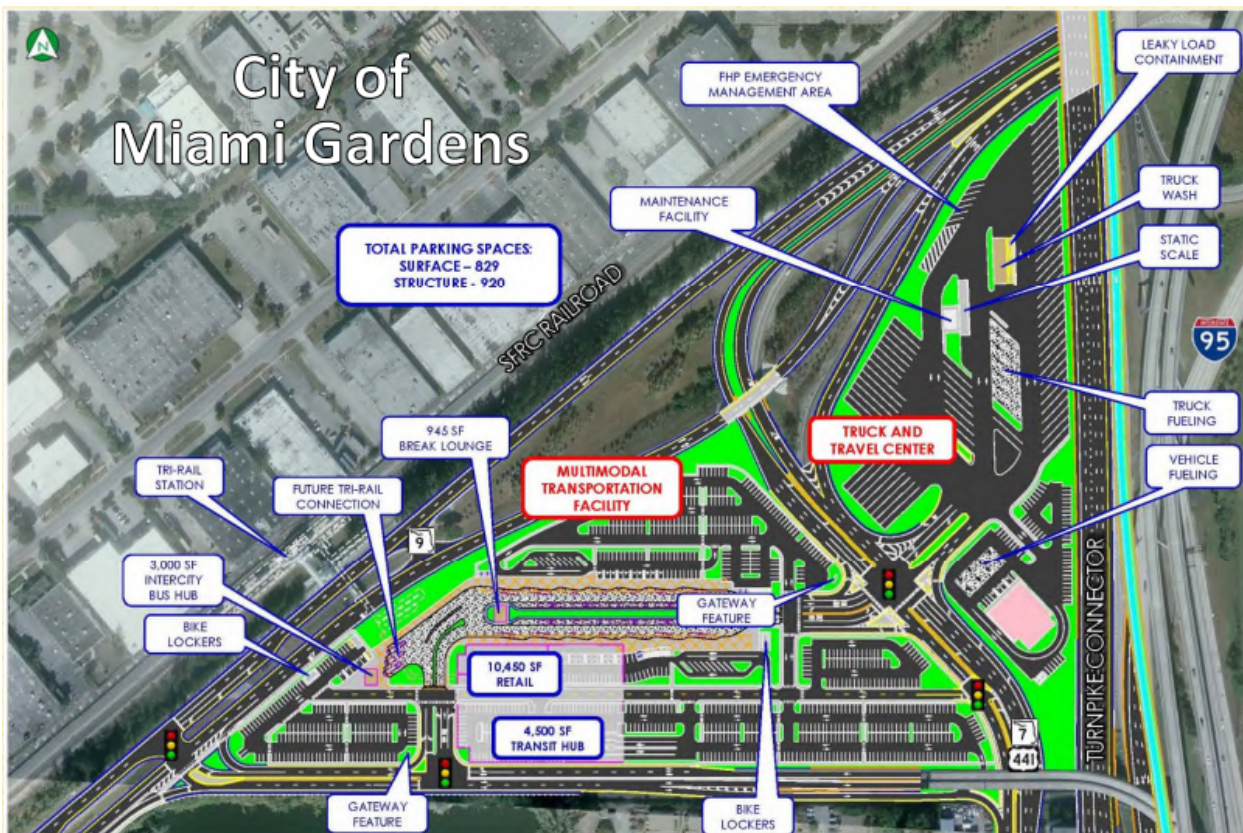 N
City of
Miami Gardens
TOTAL PARKING SPACES:
SURFACE – 829
STRUCTURE - 920
SFRC RAILROAD
FHP EMERGENCY
MANAGEMENT AREA
LEAKY LOAD
CONTAINMENT
MAINTENANCE
FACILITY
TRUCK
WASH
STATIC
SCALE
INTERSTATE
95
TRUCK
FUELING
VEHICLE
FUELING
TRUCK AND
TRAVEL CENTER
945 SF
BREAK LOUNGE
MULTIMODAL
TRANSPORTATION
FACILITY
TRI-RAIL
STATION
FUTURE TRI-RAIL
CONNECTION
9
3,000 SF
INTERCITY
BUS HUB
BIKE
LOCKERS
GATEWAY
FEATURE
10,450 SF
RETAIL
4,500 SF
TRANSIT HUB
7
441
TURNPIKE CONNECTOR
GATEWAY
FEATURE
BIKE
LOCKERS